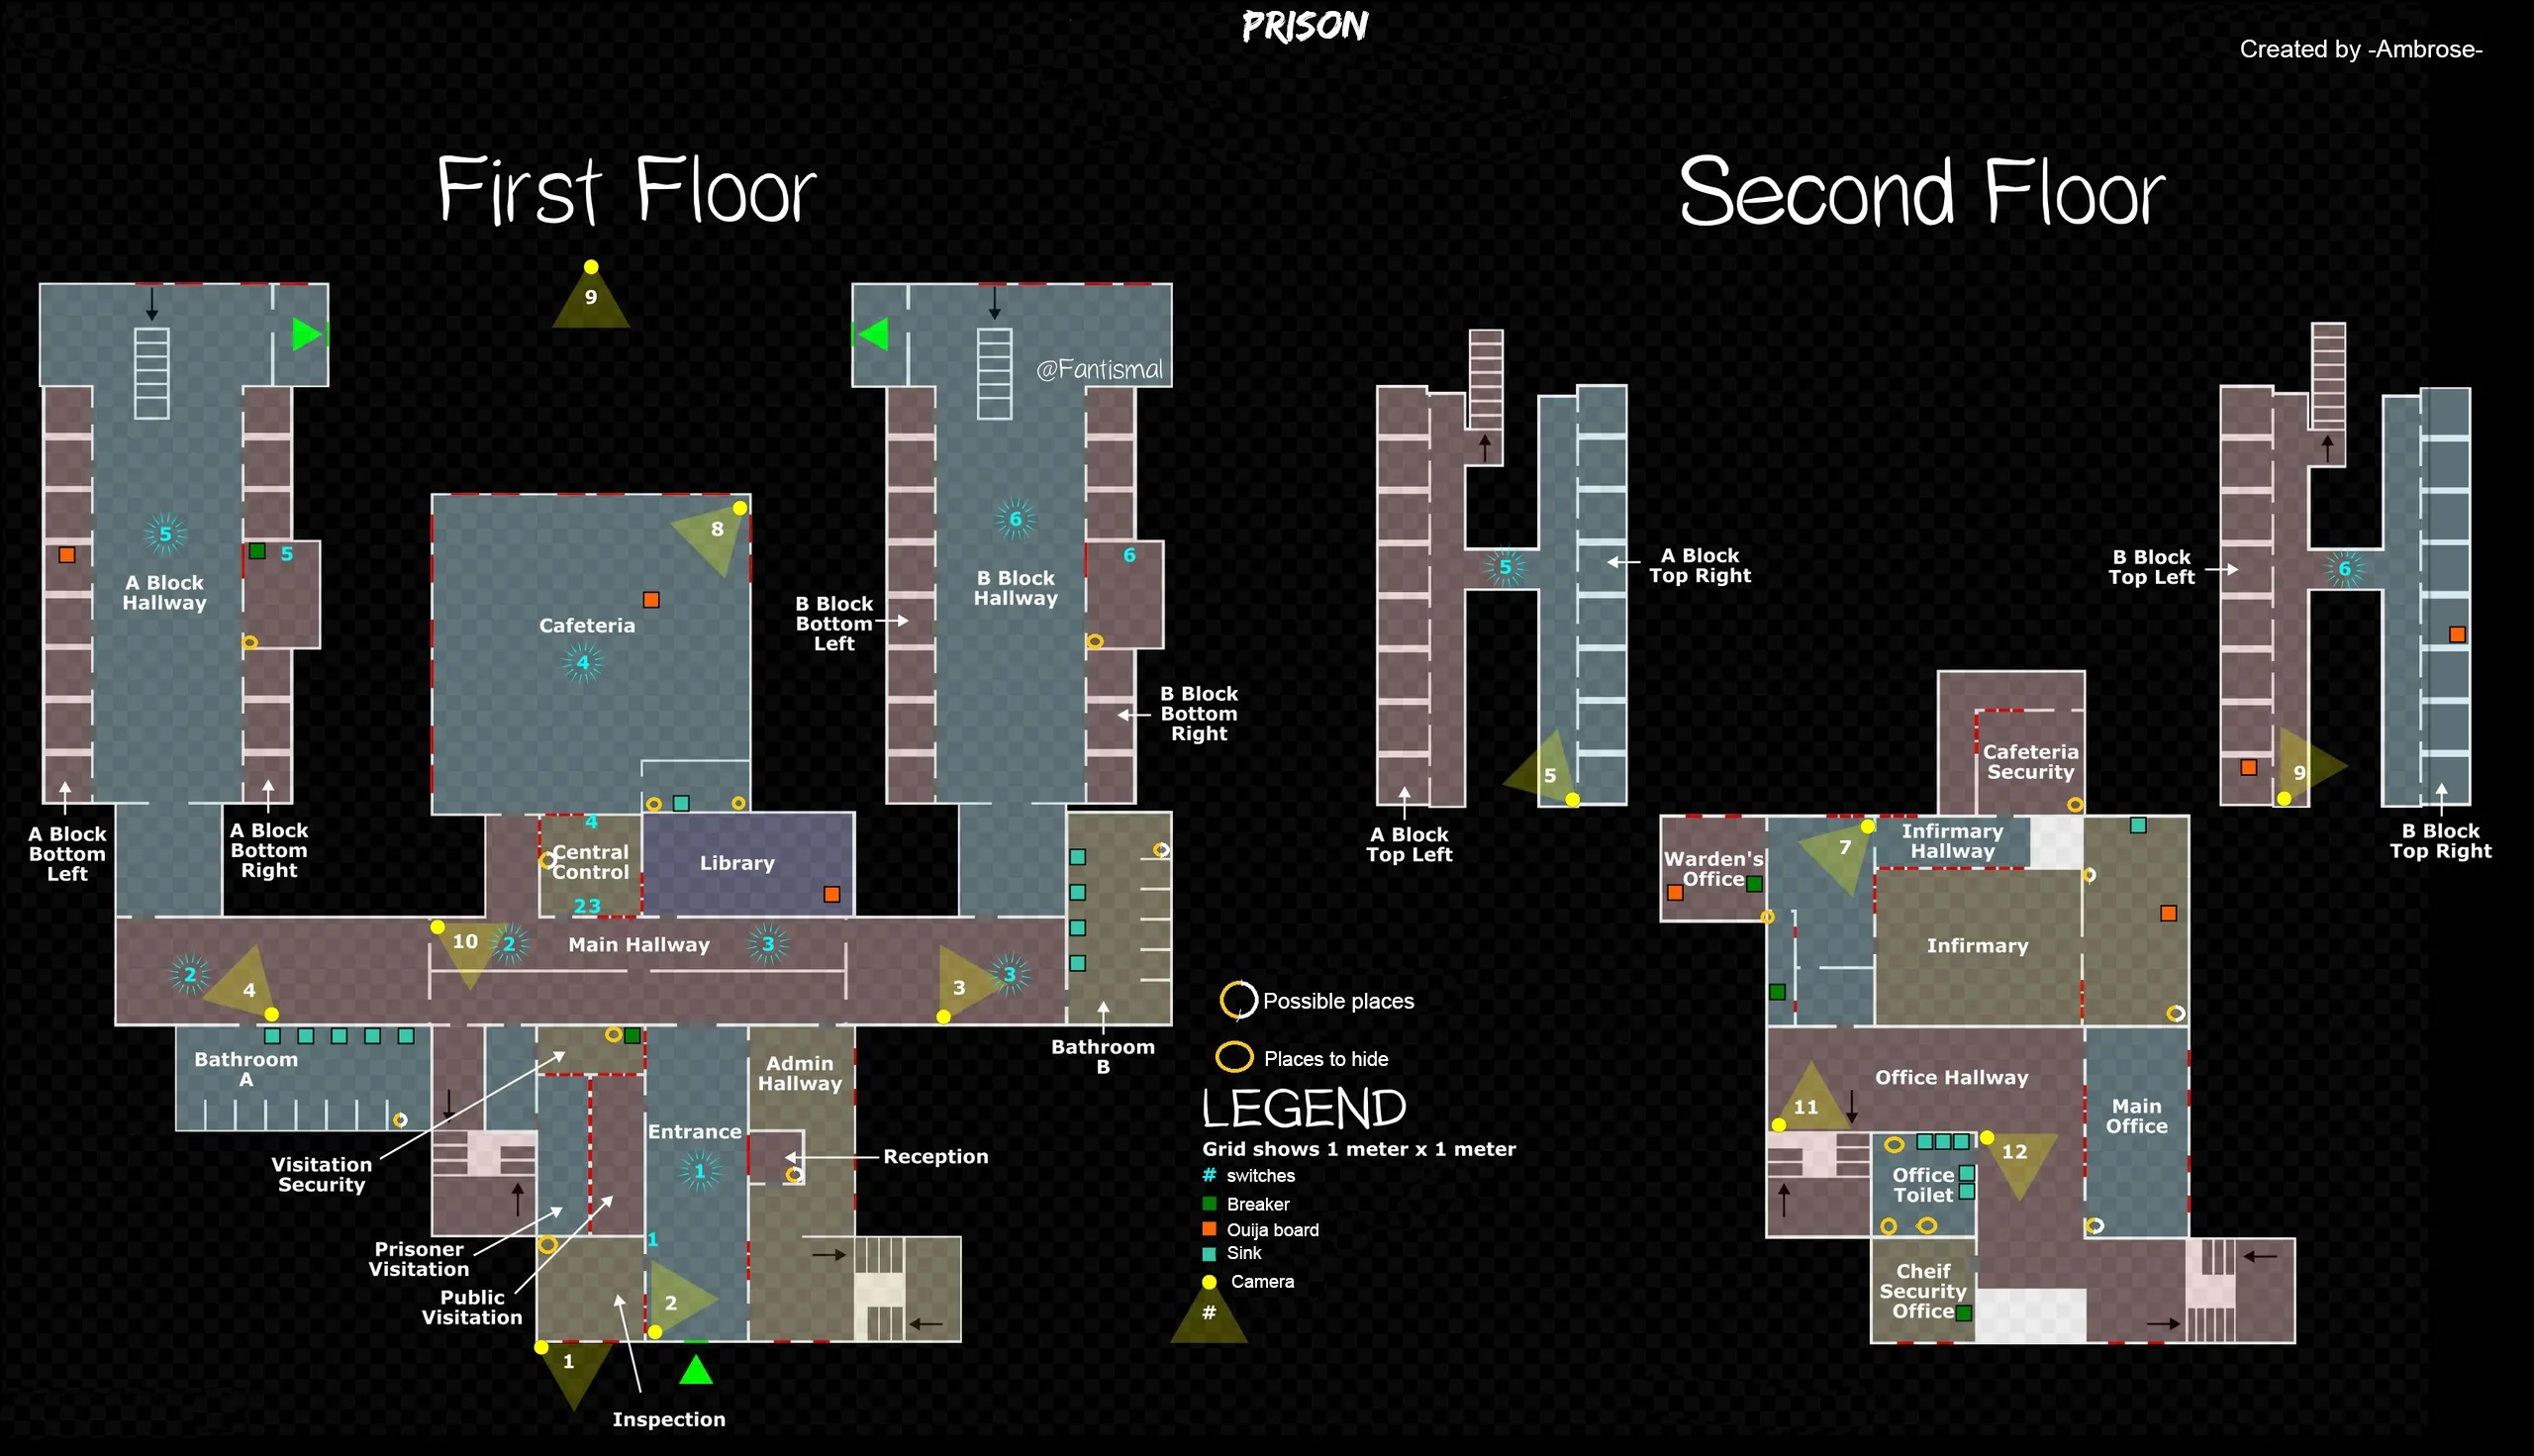 PRISON
Created by -Ambrose-
First Floor
Second Floor
9
@Fantismal
8
5
A Block
Hallway
5
6
B Block
Hallway
6
Cafeteria
4
B Block
Bottom
Left
B Block
Bottom
Right
5
A Block
Top Right
B Block
Top Left
6
5
9
A Block
Bottom
Left
A Block
Bottom
Right
4
Central
Control
23
Library
A Block
Top Left
Cafeteria
Security
B Block
Top Right
Warden's
Office
7
Infirmary
Hallway
Infirmary
2
4
10
2
Main Hallway
3
3
3
Bathroom
A
Bathroom
B
Admin
Hallway
Entrance
1
Reception
Visitation
Security
Prisoner
Visitation
Public
Visitation
1
2
1
Inspection
Possible places
Places to hide
LEGEND
Grid shows 1 meter x 1 meter
# switches
Breaker
Ouija board
Sink
Camera
#
Office Hallway
11
12
Main
Office
Office
Toilet
Cheif
Security
Office